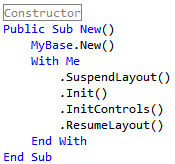 Constructor
Public Sub New()
    MyBase.New()
    With Me
        .SuspendLayout()
        .Init()
        .InitControls()
        .ResumeLayout()
    End With
End Sub